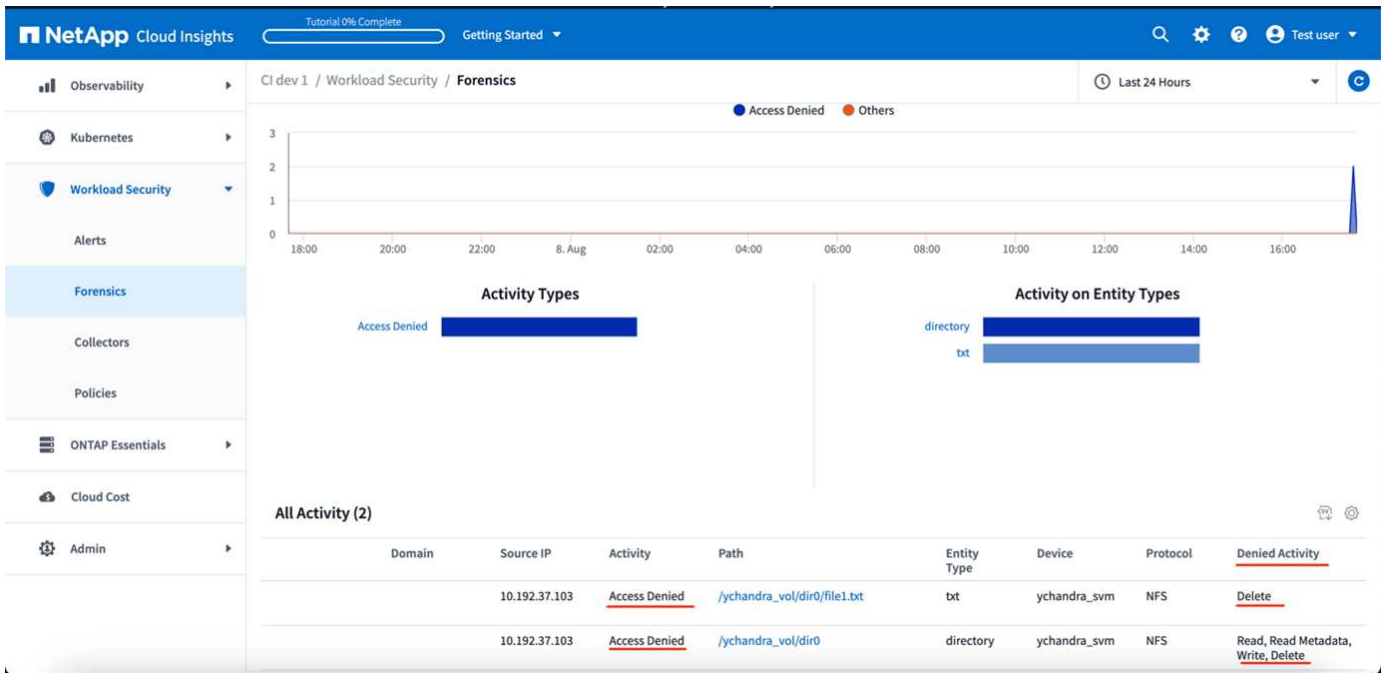 NetApp Cloud Insights
Tutorial 0% Complete
Getting Started
Test user
Observability
Kubernetes
Workload Security
Alerts
Forensics
Collectors
Policies
ONTAP Essentials
Cloud Cost
Admin
CI dev 1 / Workload Security / Forensics
Last 24 Hours
Access Denied Others
3
2
1
0
18:00 20:00 22:00 8. Aug 02:00 04:00 06:00 08:00 10:00 12:00 14:00 16:00
Activity Types
Access Denied
Activity on Entity Types
directory
txt
All Activity (2)
Domain Source IP Activity Path Entity Type Device Protocol Denied Activity
10.192.37.103 Access Denied /ychandra_vol/dir0/file1.txt txt ychandra_svm NFS Delete
10.192.37.103 Access Denied /ychandra_vol/dir0 directory ychandra_svm NFS Read, Read Metadata,
Write, Delete